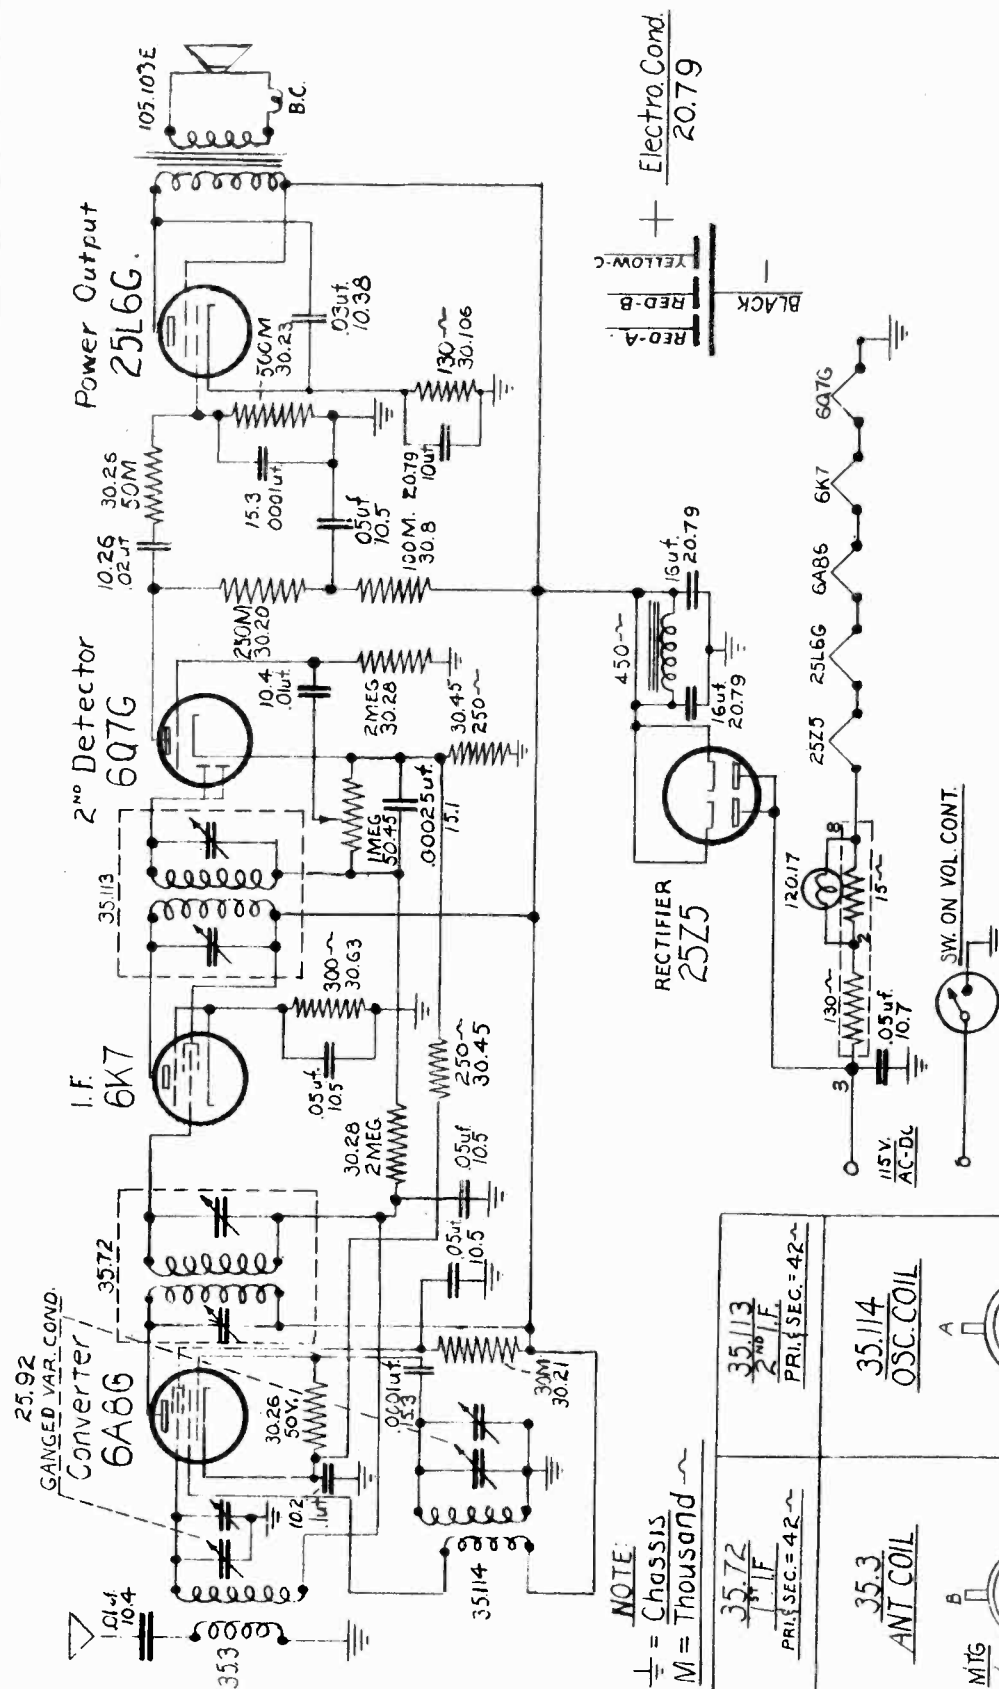 25.92
GANGED VAR. COND.
Converter
6A8G
35.72
I.F.
6K7
35.113
2ND Detector
6Q7G
Power Output
25L6G.
105.103E
B.C.
.01uf.
10.4
35.3
10.2
.1uf
30.26
50V.
.0001uf.
15.3
30M
30.21
35.114
.05uf.
10.5
.05uf
10.5
30.28
2MEG
250~
30.45
.05uf.
10.5
300~
30.63
1MEG
50.45
.00025uf.
15.1
10.4
.01uf.
2MEG
30.28
30.45
250~
250M
30.20
10.26
.02uf
30.26
50M
15.3
.0001uf.
.05uf
10.5
100M.
30.8
500M
30.23
.03uf.
10.38
20.79
10uf
130~
30.106
RECTIFIER
25Z5
450~
16uf.
20.79
16uf.
20.79
RED-A
RED-B
YELLOW-C
+
Electro. Cond.
20.79
BLACK
−
115V.
AC-DC
3
.05uf.
10.7
130~
2
15~
8
120.17
25Z5
25L6G
6A86
6K7
6Q7G
SW. ON VOL. CONT.
NOTE:
= Chassis
M = Thousand ~
35.72
1ST I.F
PRI. & SEC. = 42~
35.113
2ND I.F
PRI. & SEC. = 42~
35.3
ANT COIL
35.114
OSC. COIL
B
A
MTG